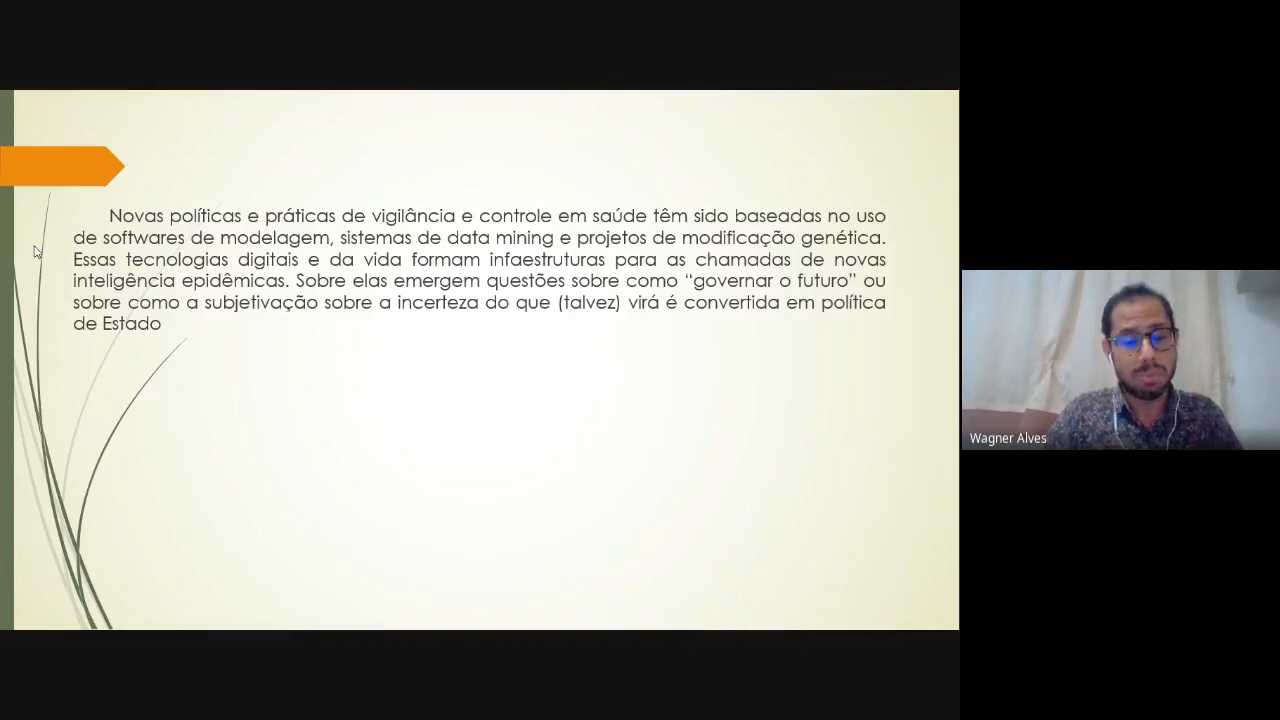 Novas políticas e práticas de vigilância e controle em saúde têm sido baseadas no uso
de softwares de modelagem, sistemas de data mining e projetos de modificação genética.
Essas tecnologias digitais e da vida formam infaestruturas para as chamadas de novas
inteligência epidêmicas. Sobre elas emergem questões sobre como “governar o futuro” ou
sobre como a subjetivação sobre a incerteza do que (talvez) virá é convertida em política
de Estado
Wagner Alves